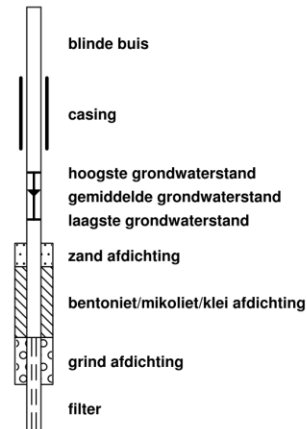 blinde buis
casing
hoogste grondwaterstand
gemiddelde grondwaterstand
laagste grondwaterstand
zand afdichting
bentoniet/mikoliet/klei afdichting
grind afdichting
filter